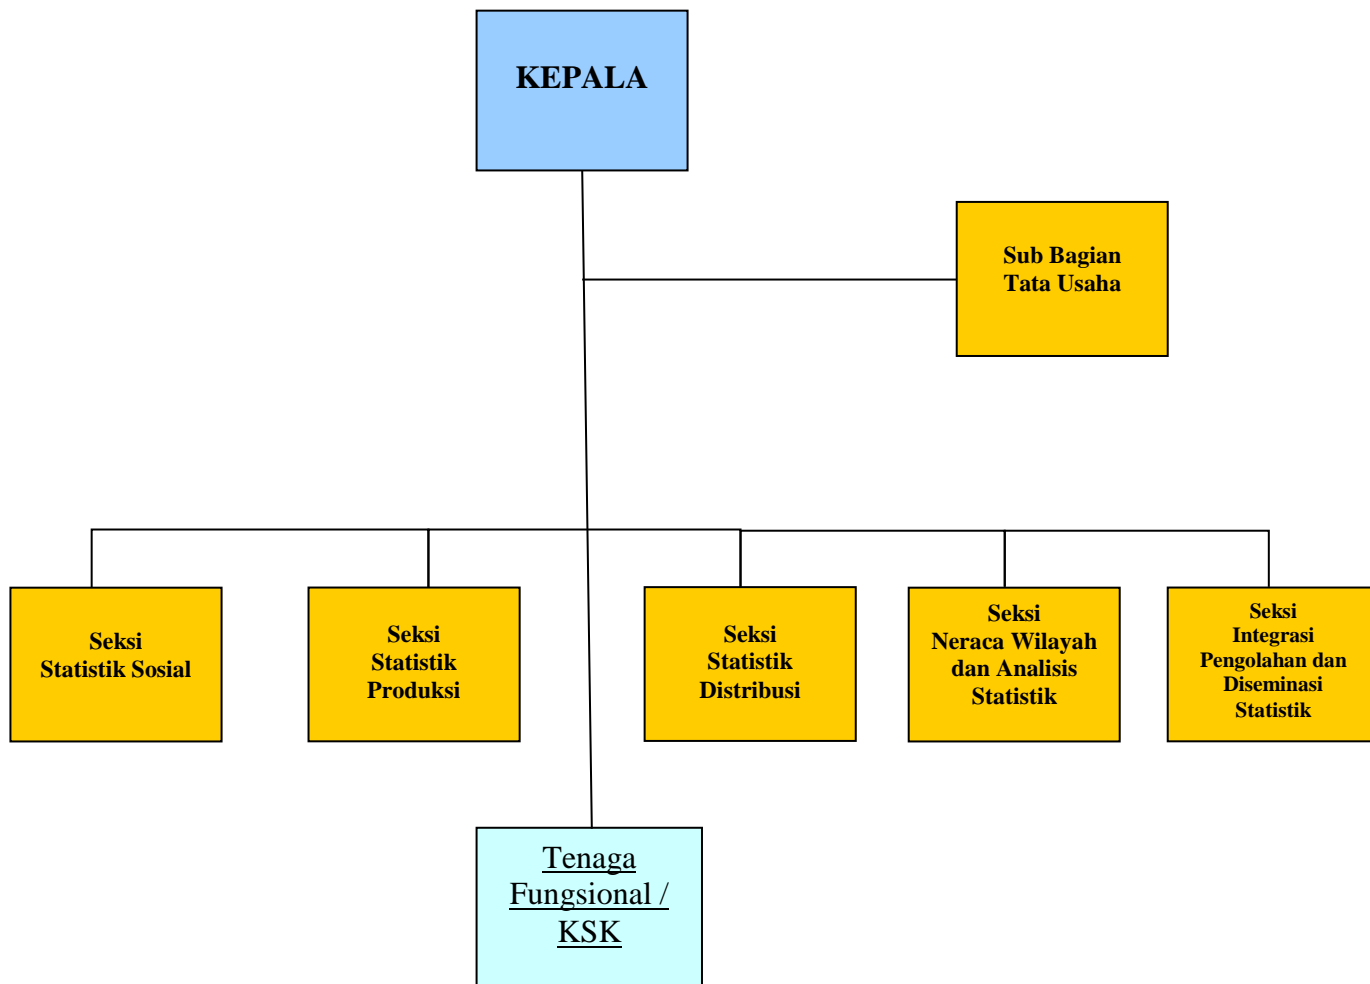 KEPALA
Sub Bagian
Tata Usaha
Seksi
Statistik Sosial
Seksi
Statistik
Produksi
Seksi
Statistik
Distribusi
Seksi
Neraca Wilayah
dan Analisis
Statistik
Seksi
Integrasi
Pengolahan dan
Diseminasi
Statistik
Tenaga
Fungsional /
KSK